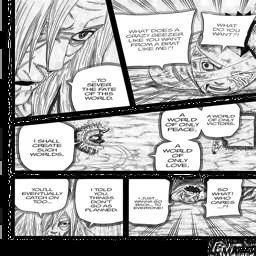 WHAT DO
YOU
WANT?!
WHAT DOES A
CRAZY GEEZER
LIKE YOU WANT
FROM A BRAT
LIKE ME?!
...TO
SEVER
THE FATE
OF THIS
WORLD.
A WORLD
OF ONLY
VICTORS.
A
WORLD
OF ONLY
PEACE.
A
WORLD OF
ONLY
LOVE.
I SHALL
CREATE
SUCH
WORLDS.
SO
WHAT!
WHO
CARES
...?!
I JUST...
WANNA GO
BACK... TO
EVERYONE!
I TOLD
YOU,
THINGS
DON'T
GO AS
PLANNED.
YOU'LL
EVENTUALLY
CATCH ON
TOO...